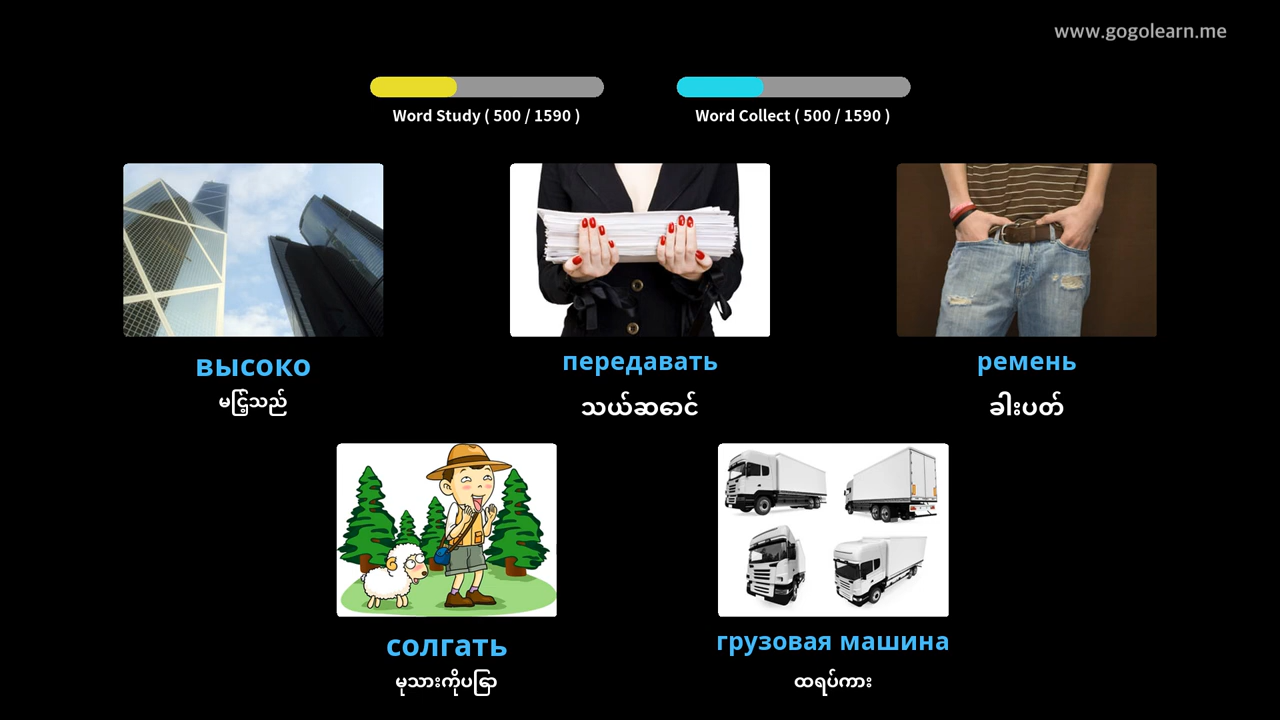 www.gogolearn.me
Word Study ( 500 / 1590 )
Word Collect ( 500 / 1590 )
высоко
передавать
ремень
မြင့်သည်
သယ်ဆောင်
ခါးပတ်
солгать
грузовая машина
မုသားကိုပြော
ထရပ်ကား